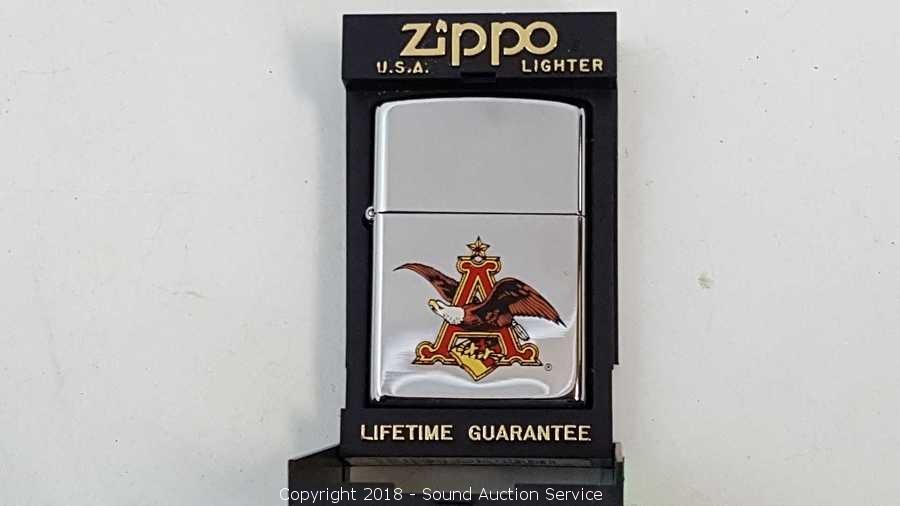 Zippo
U.S.A. LIGHTER
A
®
LIFETIME GUARANTEE
Copyright 2018 - Sound Auction Service